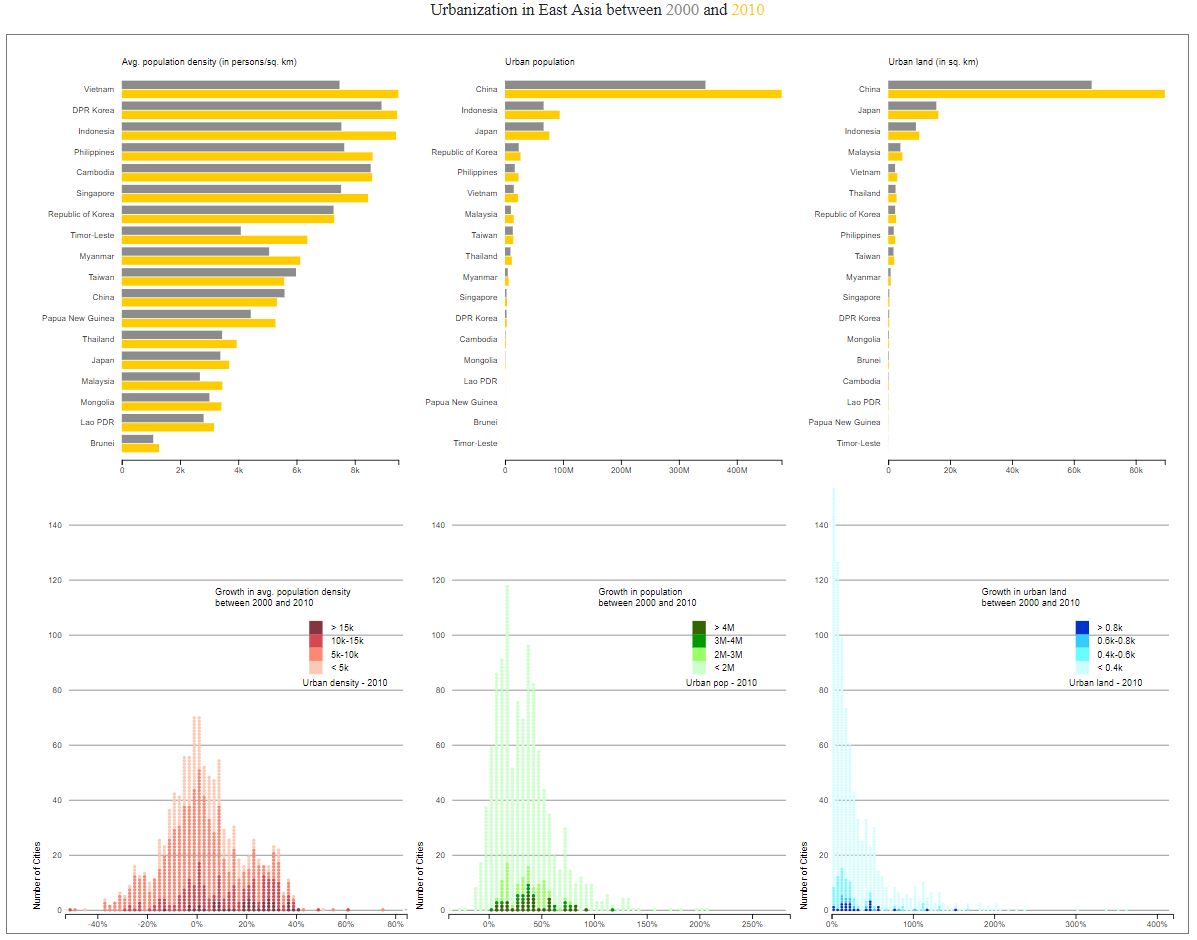 Urbanization in East Asia between 2000 and 2010
Avg. population density (in persons/sq. km)
Vietnam
DPR Korea
Indonesia
Philippines
Cambodia
Singapore
Republic of Korea
Timor-Leste
Myanmar
Taiwan
China
Papua New Guinea
Thailand
Japan
Malaysia
Mongolia
Lao PDR
Brunei
0 2k 4k 6k 8k
Urban population
China
Indonesia
Japan
Republic of Korea
Philippines
Vietnam
Malaysia
Taiwan
Thailand
Myanmar
Singapore
DPR Korea
Cambodia
Mongolia
Lao PDR
Papua New Guinea
Brunei
Timor-Leste
0 100M 200M 300M 400M
Urban land (in sq. km)
China
Japan
Indonesia
Malaysia
Vietnam
Thailand
Republic of Korea
Philippines
Taiwan
Myanmar
Singapore
DPR Korea
Mongolia
Brunei
Cambodia
Lao PDR
Papua New Guinea
Timor-Leste
0 20k 40k 60k 80k
140
120
100
80
60
40
20
0
Number of Cities
Growth in avg. population density
between 2000 and 2010
> 15k
10k-15k
5k-10k
< 5k
Urban density - 2010
-40% -20% 0% 20% 40% 60% 80%
140
120
100
80
60
40
20
0
Number of Cities
Growth in population
between 2000 and 2010
> 4M
3M-4M
2M-3M
< 2M
Urban pop - 2010
0% 50% 100% 150% 200% 250%
140
120
100
80
60
40
20
0
Number of Cities
Growth in urban land
between 2000 and 2010
> 0.8k
0.6k-0.8k
0.4k-0.6k
< 0.4k
Urban land - 2010
0% 100% 200% 300% 400%